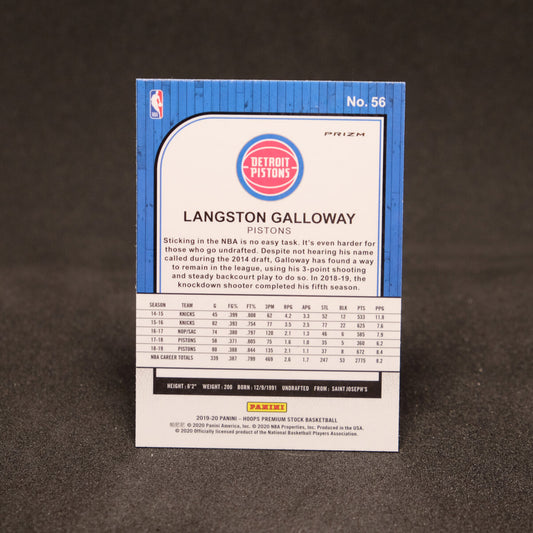 NBA
No. 56
PRIZM
DETROIT
PISTONS
LANGSTON GALLOWAY
PISTONS
Sticking in the NBA is no easy task. It's even harder for
those who go undrafted. Despite not hearing his name
called during the 2014 draft, Galloway has found a way
to remain in the league, using his 3-point shooting
and steady backcourt play to do so. In 2018-19, the
knockdown shooter completed his fifth season.
SEASON TEAM G FG% FT% 3PM RPG APG STL BLK PTS PPG
14-15 KNICKS 45 .399 .808 62 4.2 3.3 52 12 533 11.8
15-16 KNICKS 82 .393 .754 77 3.5 2.5 72 22 625 7.6
16-17 NOP/SAC 74 .380 .797 120 2.1 1.3 46 6 585 7.9
17-18 PISTONS 58 .371 .605 75 1.6 1.0 35 5 360 6.2
18-19 PISTONS 80 .388 .844 135 2.1 1.1 37 8 672 8.4
NBA CAREER TOTALS 339 .387 .799 469 2.6 1.7 247 53 2775 8.2
HEIGHT: 6'2" WEIGHT: 200 BORN: 12/9/1991 UNDRAFTED FROM: SAINT JOSEPH'S
PANINI
2019-20 PANINI - HOOPS PREMIUM STOCK BASKETBALL
© 2020 Panini America, Inc. © 2020 NBA Properties, Inc. Produced in the USA.
© 2020 Officially licensed product of the National Basketball Players Association.